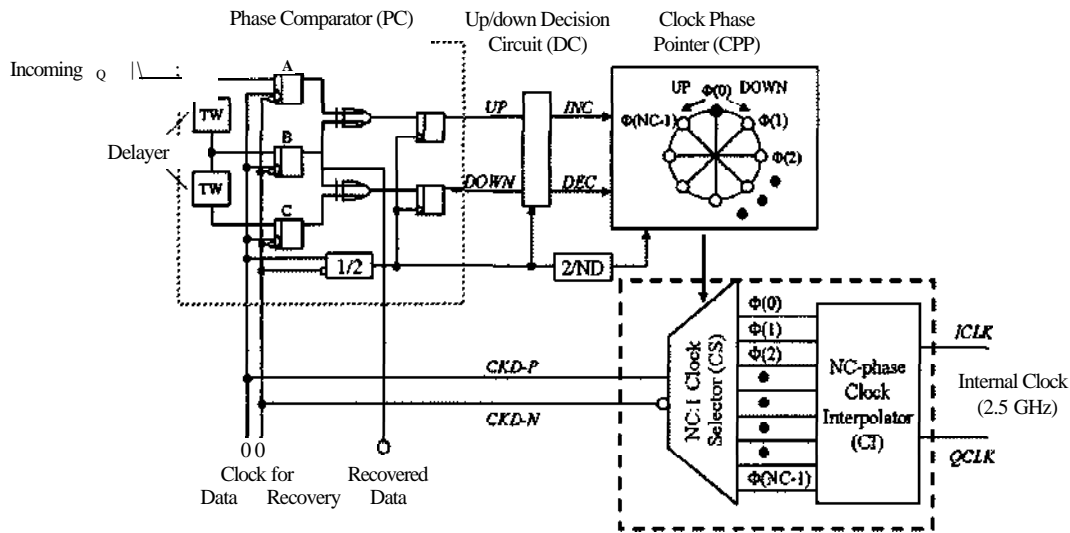 Phase Comparator (PC)
Up/down Decision
Circuit (DC)
Clock Phase
Pointer (CPP)
Incoming Q
A
TW
Delayer
B
TW
C
1/2
UP
DOWN
INC
DEC
2/ND
UP Φ(0) DOWN
Φ(NC-1)
Φ(1)
Φ(2)
CKD-P
CKD-N
NC:1 Clock
Selector (CS)
Φ(0)
Φ(1)
Φ(2)
Φ(NC-1)
NC-phase
Clock
Interpolator
(CI)
ICLK
Internal Clock
(2.5 GHz)
QCLK
0 0
Clock for
Data Recovery
Recovered
Data